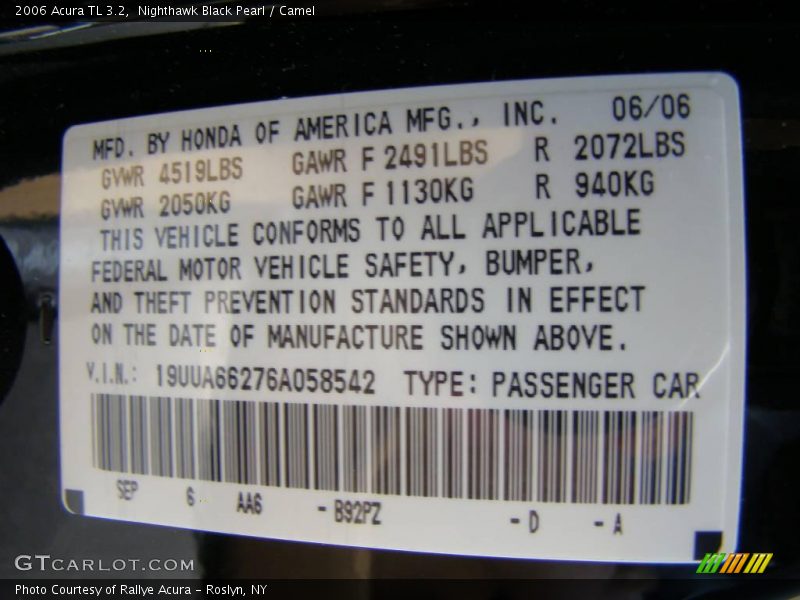 2006 Acura TL 3.2,  Nighthawk Black Pearl / Camel
MFD. BY HONDA OF AMERICA MFG., INC. 06/06
GVWR 4519LBS GAWR F 2491LBS R 2072LBS
GVWR 2050KG GAWR F 1130KG R 940KG
THIS VEHICLE CONFORMS TO ALL APPLICABLE
FEDERAL MOTOR VEHICLE SAFETY, BUMPER,
AND THEFT PREVENTION STANDARDS IN EFFECT
ON THE DATE OF MANUFACTURE SHOWN ABOVE.
V.I.N.: 19UUA66276A058542 TYPE: PASSENGER CAR
SEP 6 AA6 - B92PZ - D - A
GTCARLOT.COM
Photo Courtesy of Rallye Acura - Roslyn, NY